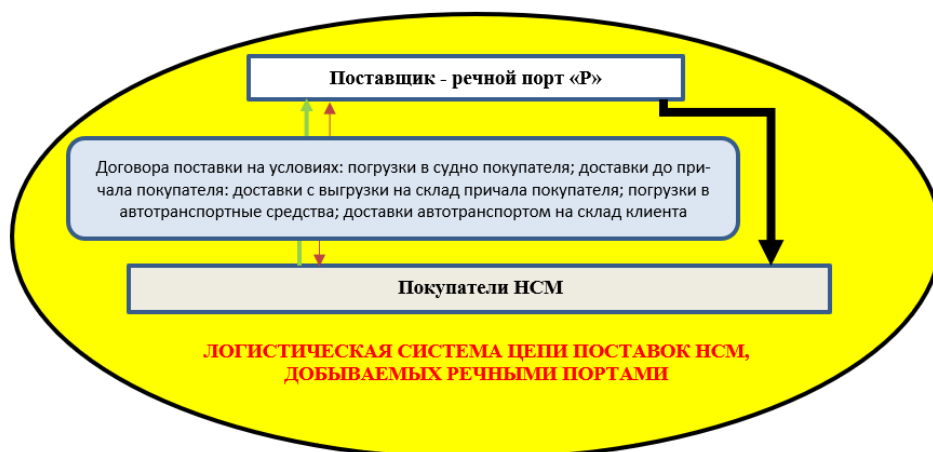 Поставщик - речной порт «Р»
Договора поставки на условиях: погрузки в судно покупателя; доставки до при-
чала покупателя: доставки с выгрузки на склад причала покупателя; погрузки в
автотранспортные средства; доставки автотранспортом на склад клиента
Покупатели НСМ
ЛОГИСТИЧЕСКАЯ СИСТЕМА ЦЕПИ ПОСТАВОК НСМ,
ДОБЫВАЕМЫХ РЕЧНЫМИ ПОРТАМИ